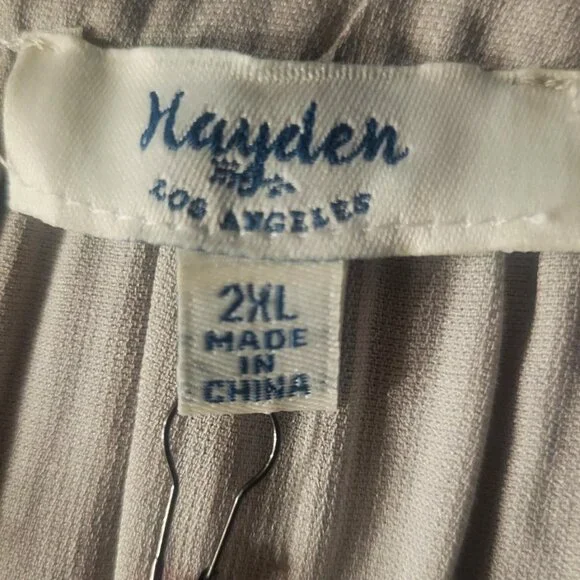 Hayden
LOS ANGELES
2XL
MADE
IN
CHINA